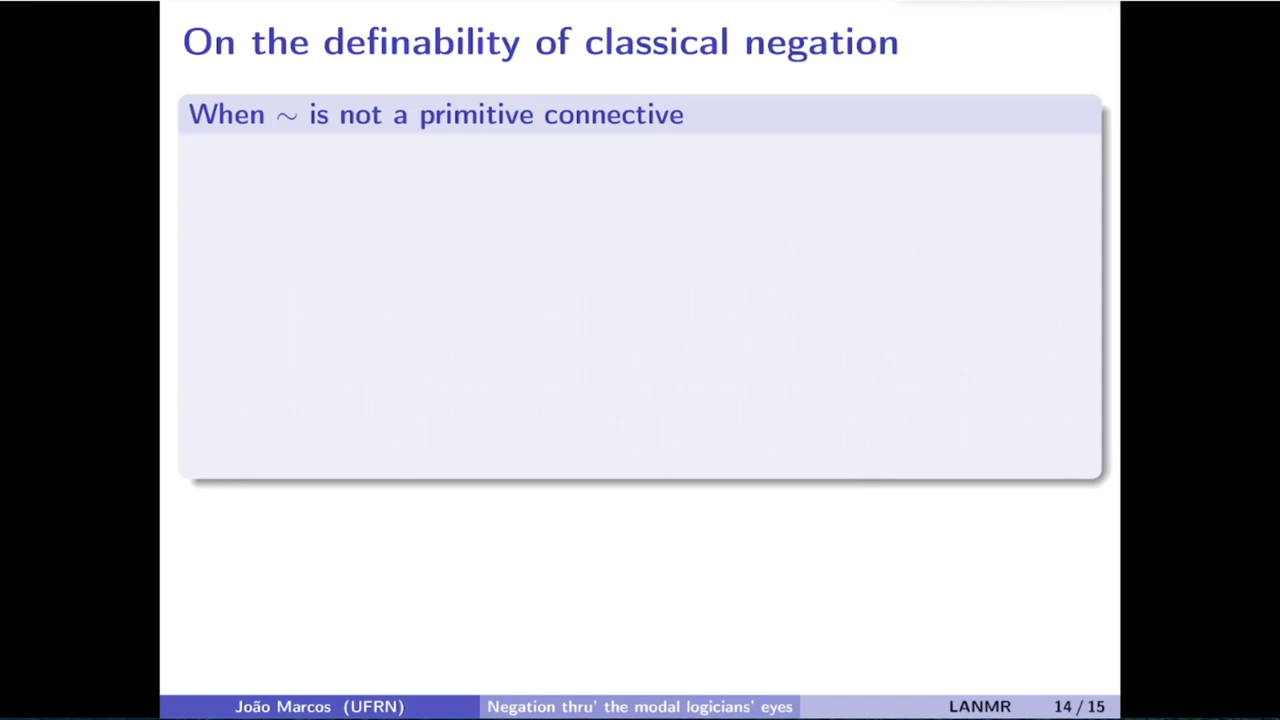 On the definability of classical negation
When ∼ is not a primitive connective
João Marcos (UFRN) Negation thru' the modal logicians' eyes LANMR 14 / 15